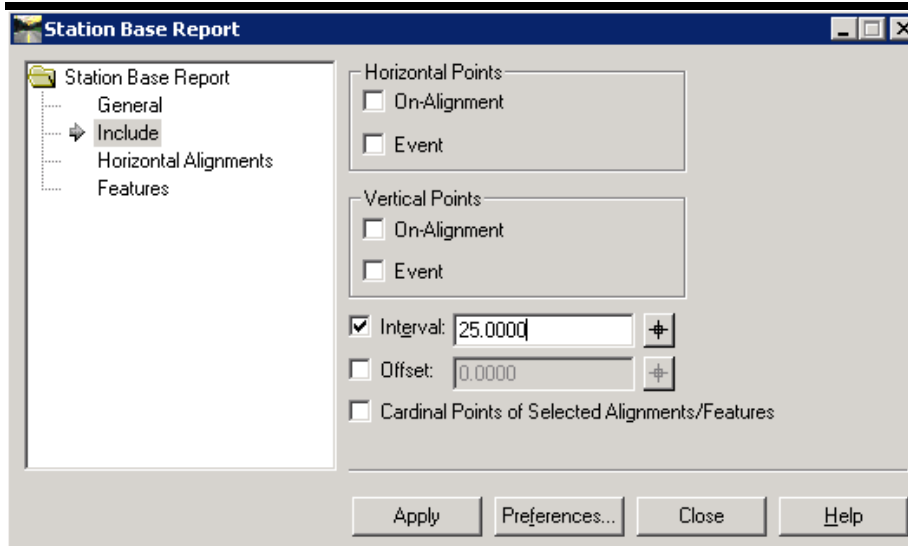 Station Base Report
Station Base Report
General
Include
Horizontal Alignments
Features
Horizontal Points
On-Alignment
Event
Vertical Points
On-Alignment
Event
Interval: 25.0000
Offset: 0.0000
Cardinal Points of Selected Alignments/Features
Apply Preferences... Close Help